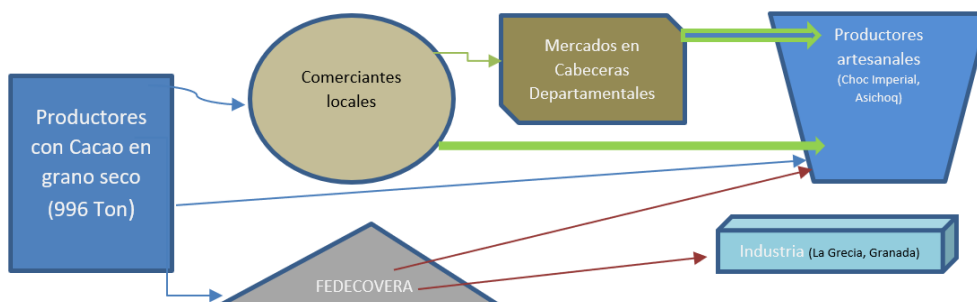 Productores
con Cacao en
grano seco
(996 Ton)
Comerciantes
locales
Mercados en
Cabeceras
Departamentales
Productores
artesanales
(Choc Imperial,
Asichoq)
FEDECOVERA
Industria (La Grecia, Granada)